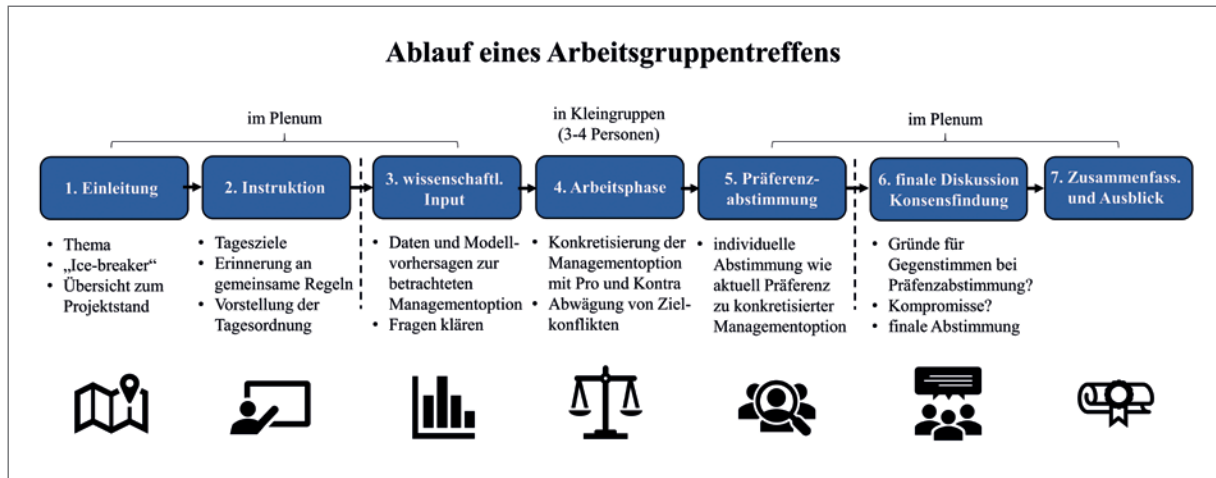 Ablauf eines Arbeitsgruppentreffens
im Plenum
in Kleingruppen
(3-4 Personen)
im Plenum
1. Einleitung
2. Instruktion
3. wissenschaftl.
Input
4. Arbeitsphase
5. Präferenz-
abstimmung
6. finale Diskussion
Konsensfindung
7. Zusammenfass.
und Ausblick
• Thema
• „Ice-breaker“
• Übersicht zum
Projektstand
• Tagesziele
• Erinnerung an
gemeinsame Regeln
• Vorstellung der
Tagesordnung
• Daten und Modell-
vorhersagen zur
betrachteten
Managementoption
• Fragen klären
• Konkretisierung der
Managementoption
mit Pro und Kontra
• Abwägung von Ziel-
konflikten
• individuelle
Abstimmung wie
aktuell Präferenz
zu konkretisierter
Managementoption
• Gründe für
Gegenstimmen bei
Präfenzabstimmung?
• Kompromisse?
• finale Abstimmung